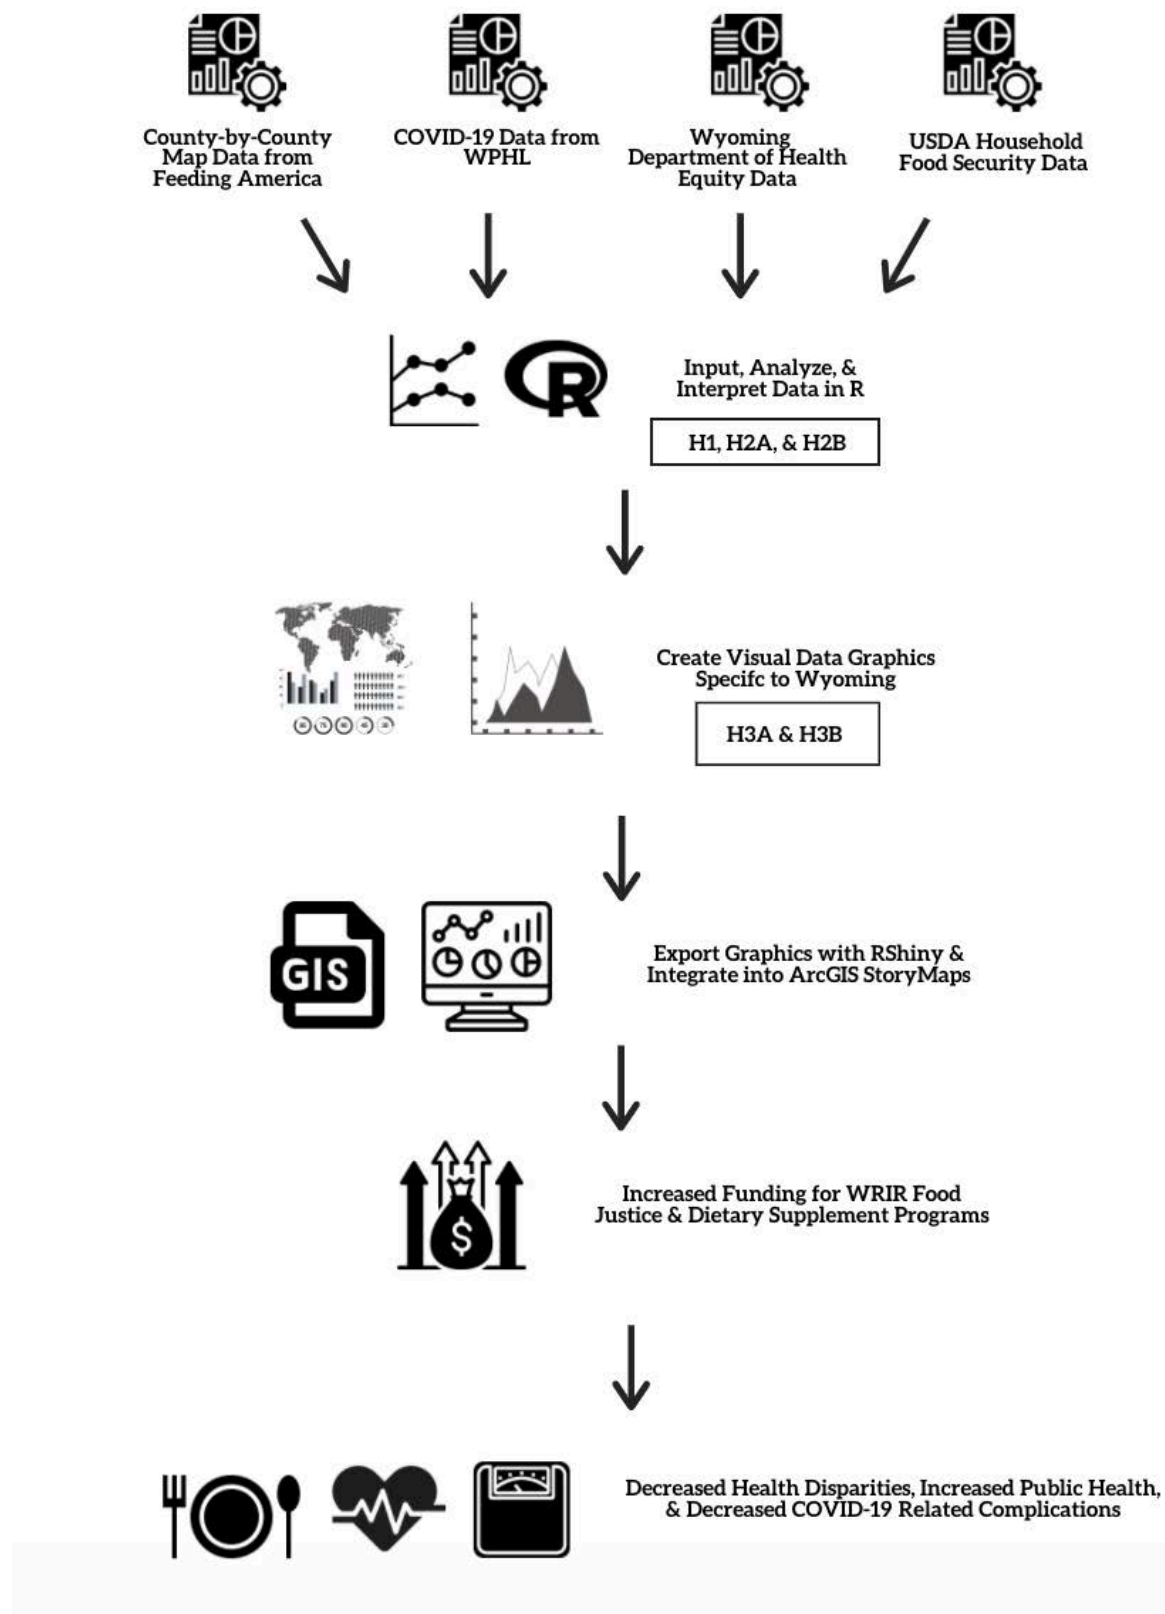 County-by-County
Map Data from
Feeding America
COVID-19 Data from
WPHL
Wyoming
Department of Health
Equity Data
USDA Household
Food Security Data
R
Input, Analyze, &
Interpret Data in R
H1, H2A, & H2B
Create Visual Data Graphics
Specifc to Wyoming
H3A & H3B
GIS
Export Graphics with RShiny &
Integrate into ArcGIS StoryMaps
$
Increased Funding for WRIR Food
Justice & Dietary Supplement Programs
Decreased Health Disparities, Increased Public Health,
& Decreased COVID-19 Related Complications